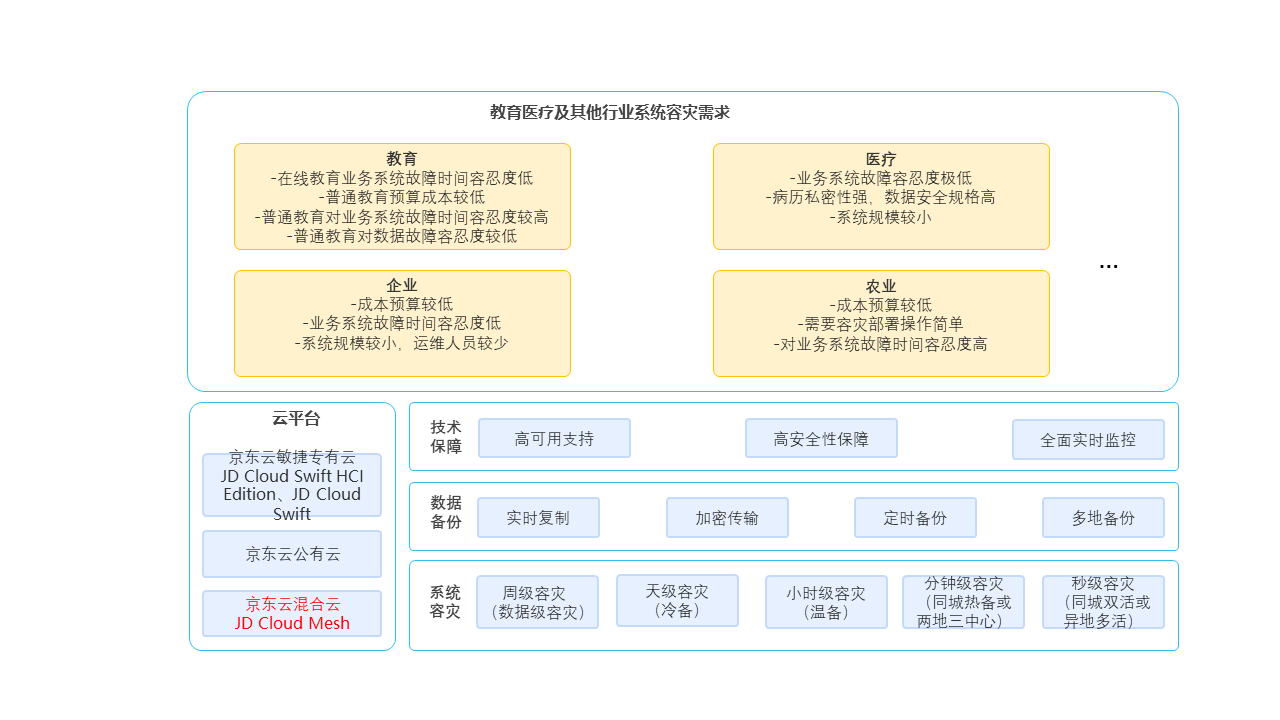 教育医疗及其他行业系统容灾需求
教育
-在线教育业务系统故障时间容忍度低
-普通教育预算成本较低
-普通教育对业务系统故障时间容忍度较高
-普通教育对数据故障容忍度较低
医疗
-业务系统故障容忍度极低
-病历私密性强，数据安全规格高
-系统规模较小
...
企业
-成本预算较低
-业务系统故障时间容忍度低
-系统规模较小，运维人员较少
农业
-成本预算较低
-需要容灾部署操作简单
-对业务系统故障时间容忍度高
云平台
京东云敏捷专有云
JD Cloud Swift HCI
Edition、JD Cloud
Swift
京东云公有云
京东云混合云
JD Cloud Mesh
技术
保障
高可用支持
高安全性保障
全面实时监控
数据
备份
实时复制
加密传输
定时备份
多地备份
系统
容灾
周级容灾
（数据级容灾）
天级容灾
（冷备）
小时级容灾
（温备）
分钟级容灾
（同城热备或
两地三中心）
秒级容灾
（同城双活或
异地多活）